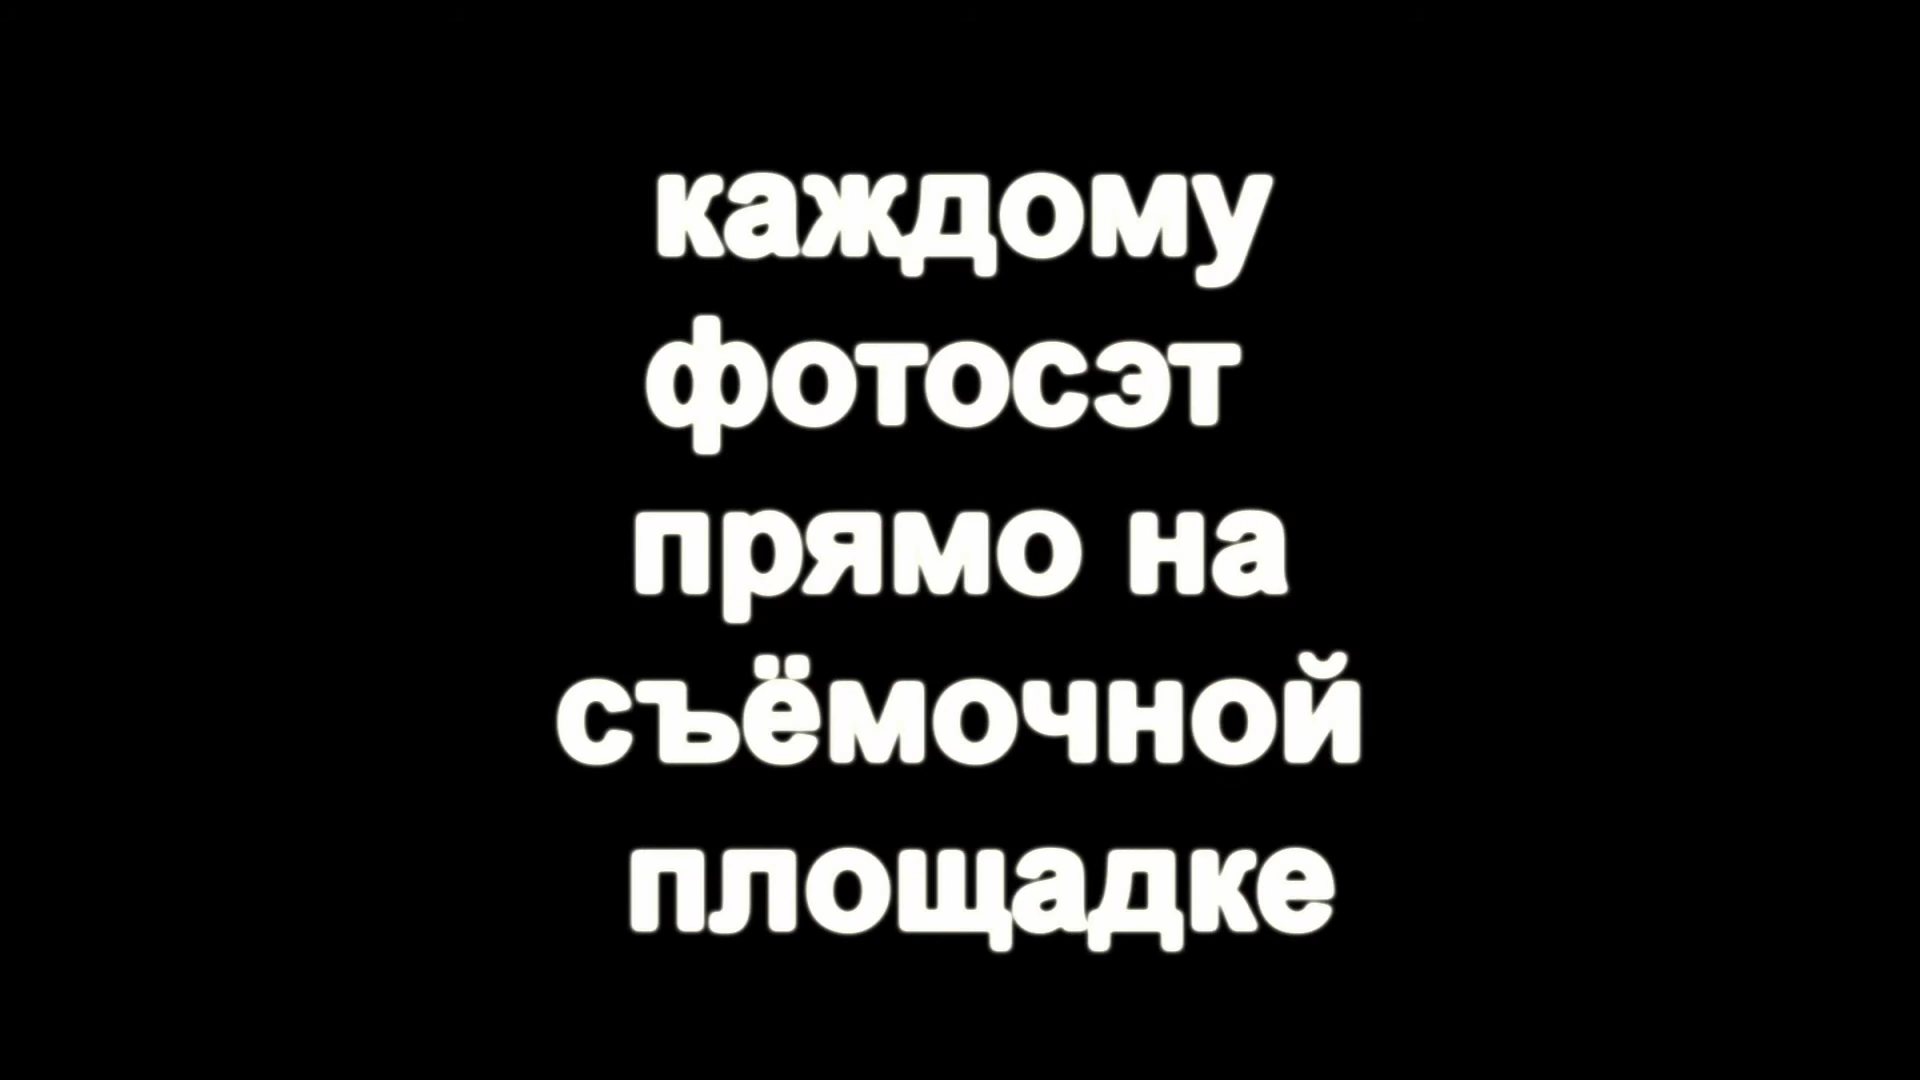 каждому
фотосэт
прямо на
съёмочной
площадке